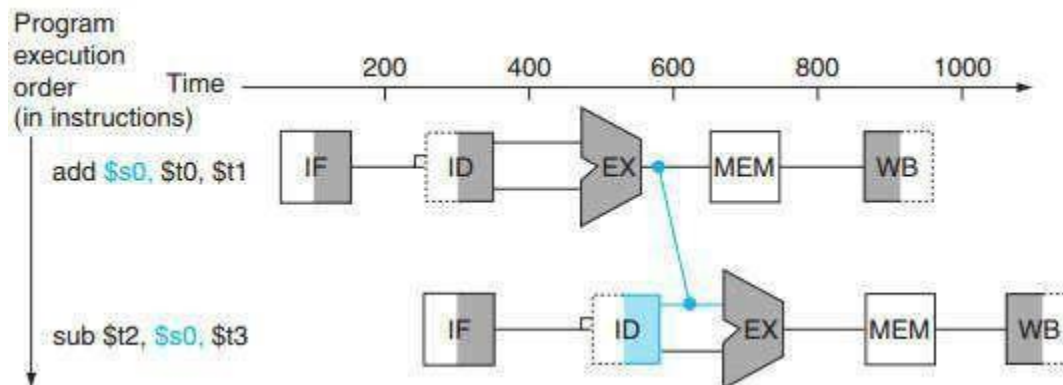 Program
execution
order
(in instructions)
Time
200 400 600 800 1000
add $s0, $t0, $t1
IF ID EX MEM WB
sub $t2, $s0, $t3
IF ID EX MEM WB